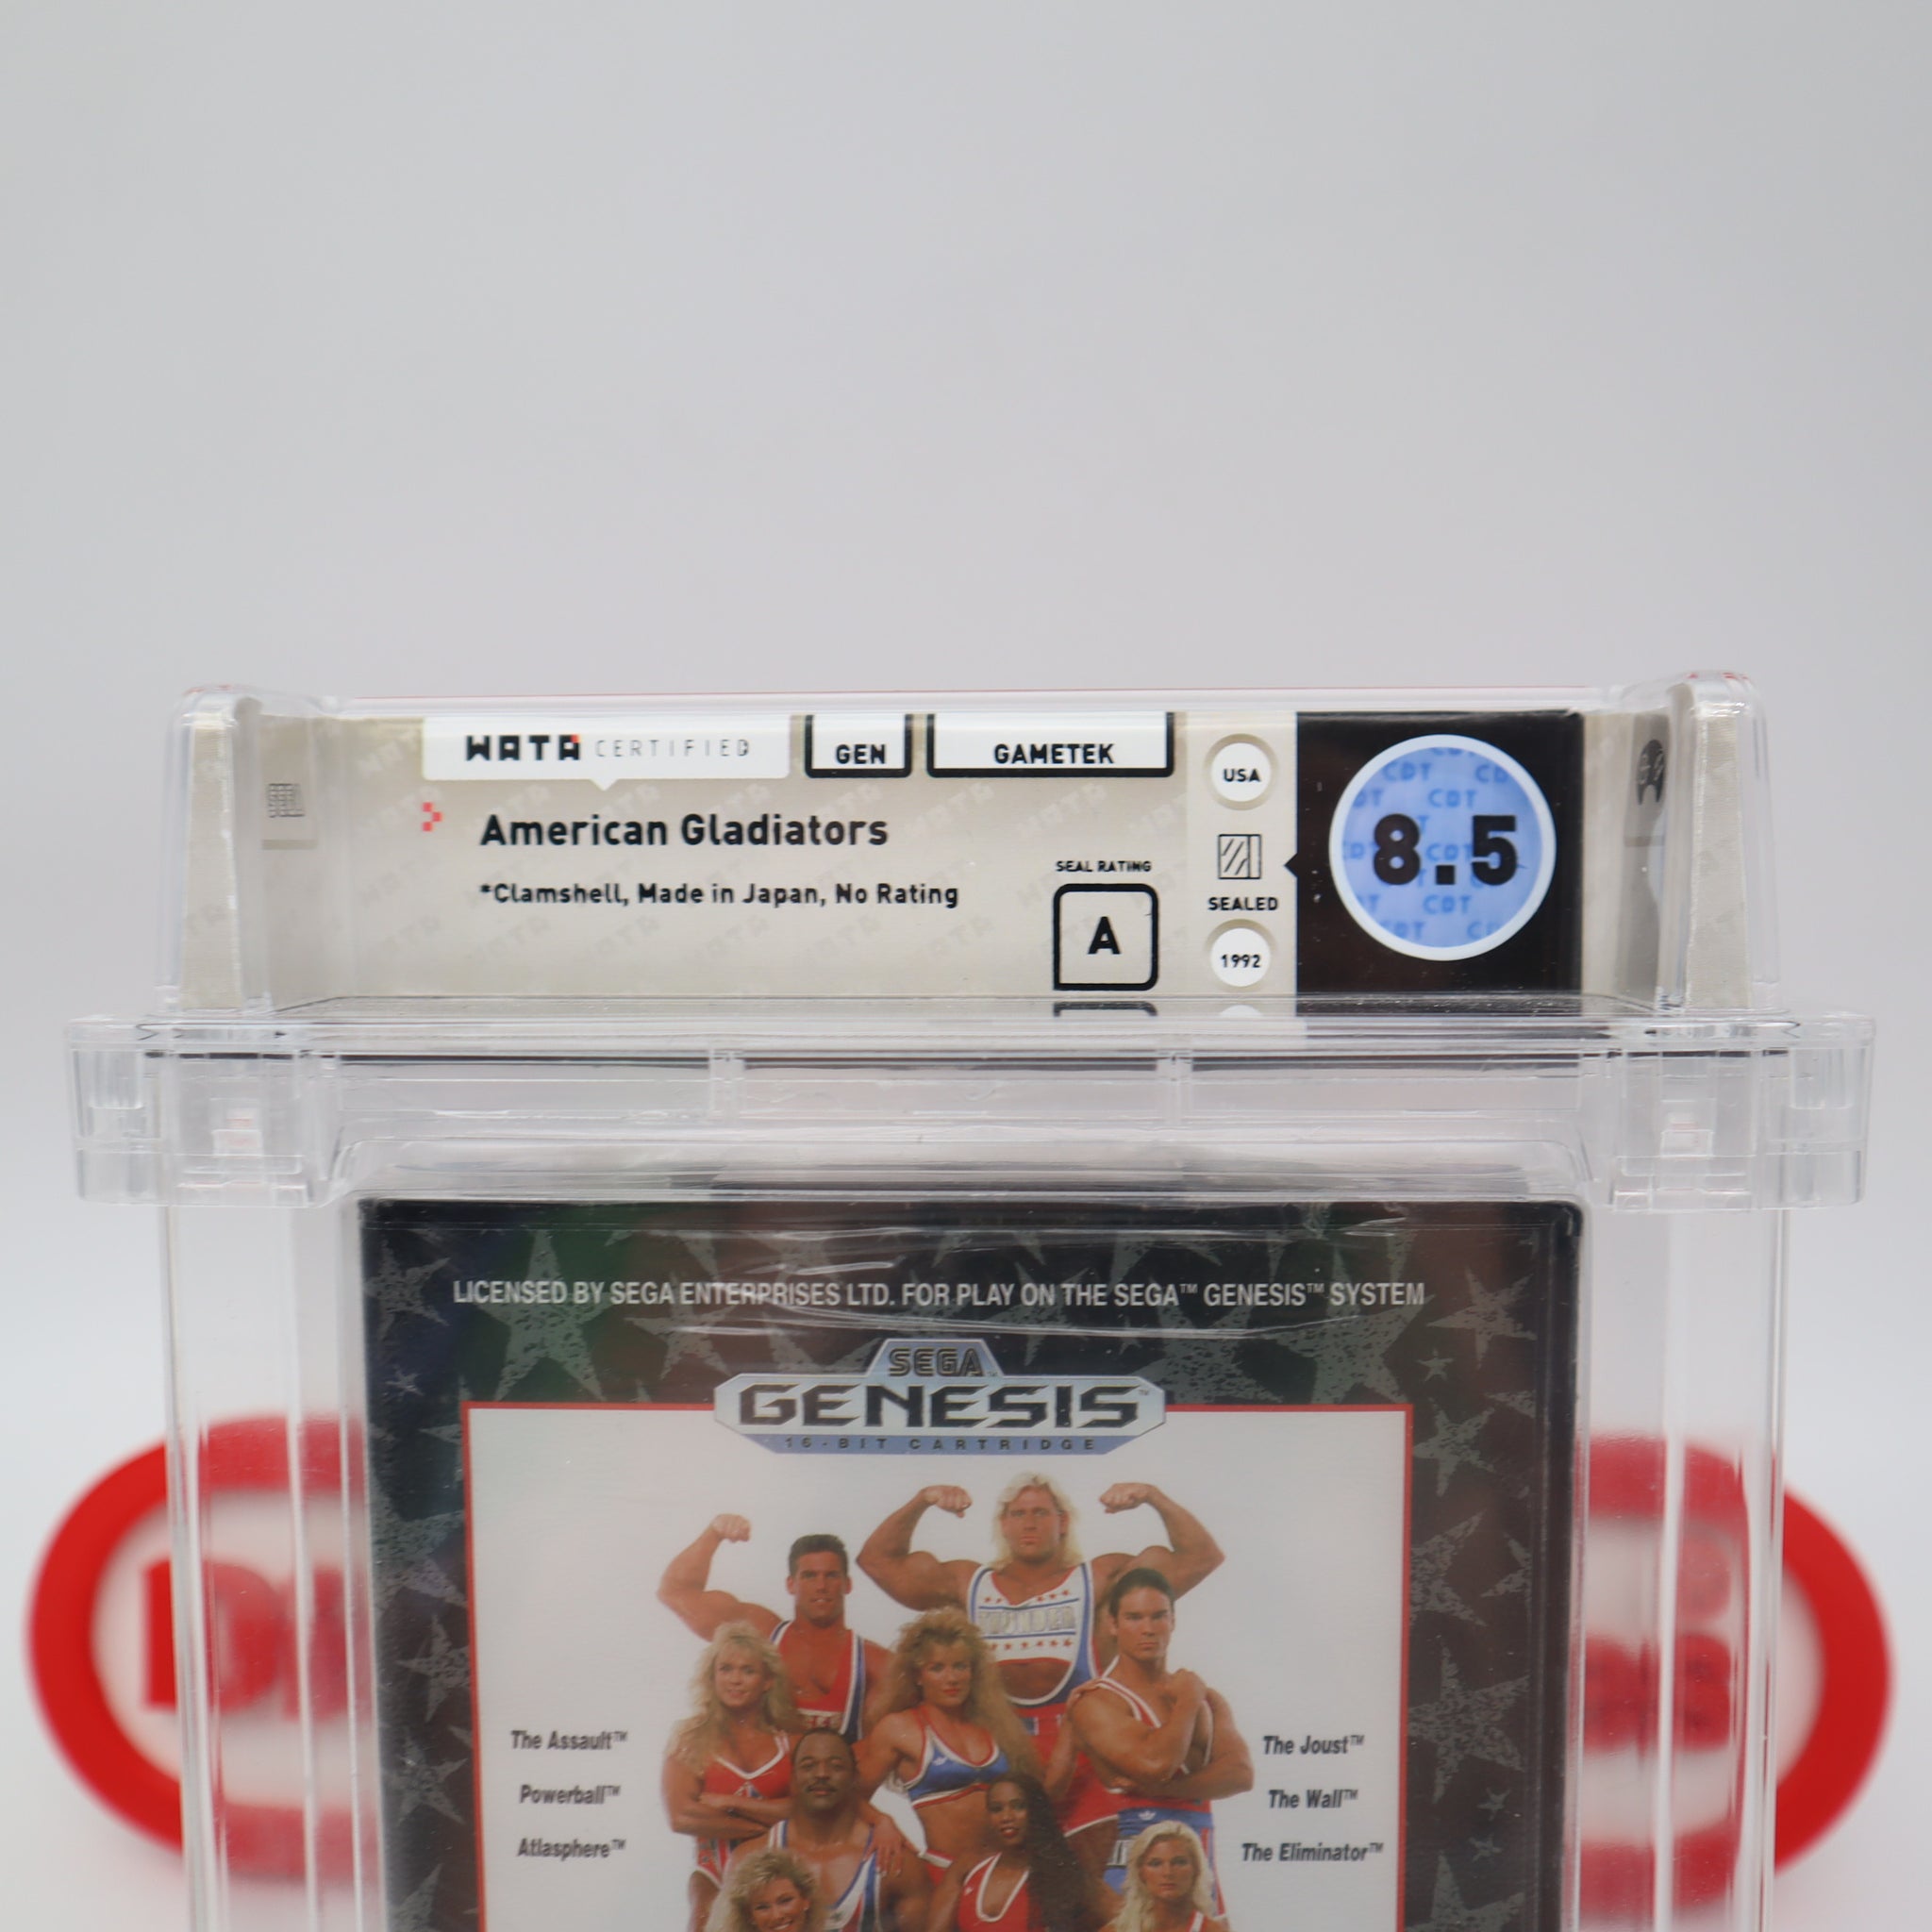 WATA CERTIFIED
GEN
GAMETEK
USA
American Gladiators
*Clamshell, Made in Japan, No Rating
SEAL RATING
A
SEALED
1992
8.5
SEGA
LICENSED BY SEGA ENTERPRISES LTD. FOR PLAY ON THE SEGA™ GENESIS™ SYSTEM
SEGA
GENESIS™
16-BIT CARTRIDGE
The Assault™
Powerball™
Atlasphere™
The Joust™
The Wall™
The Eliminator™